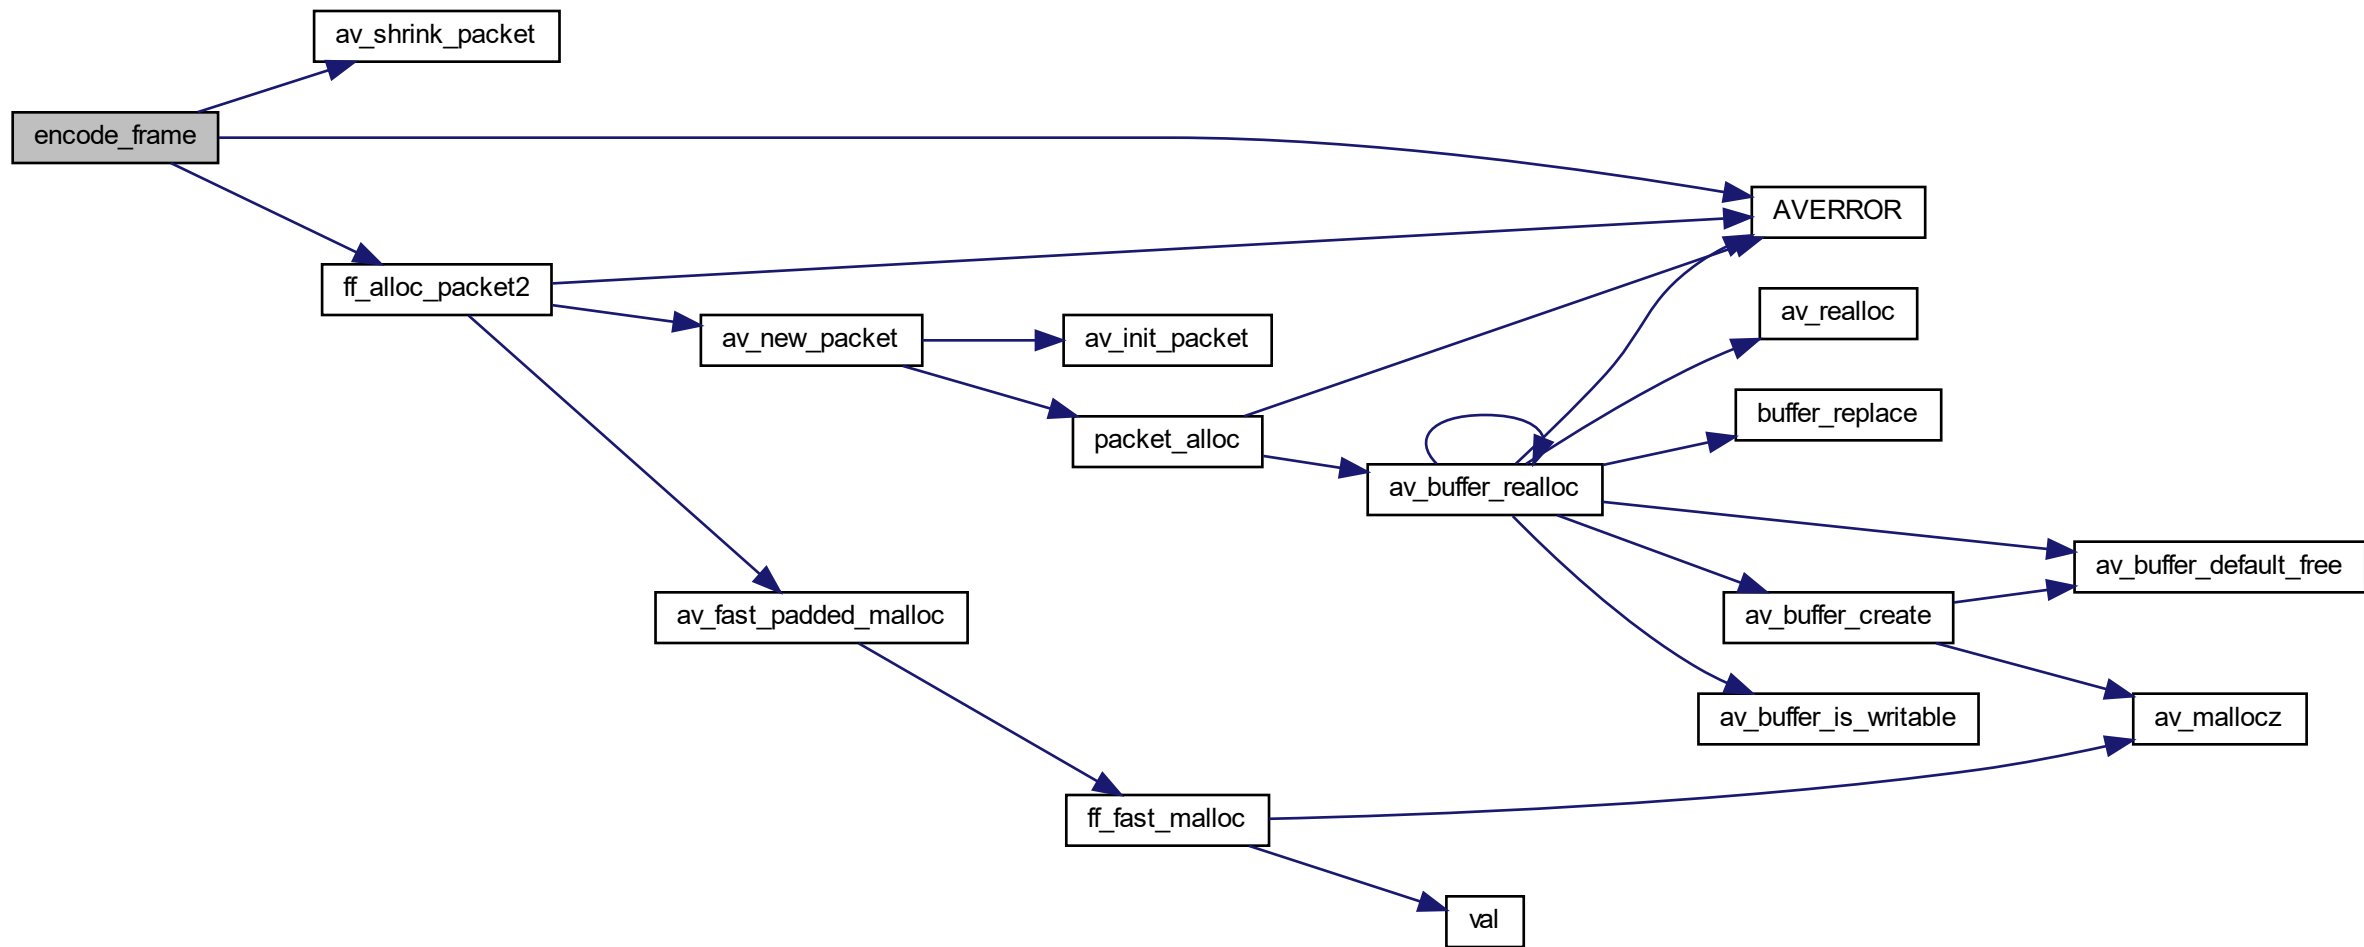 av_shrink_packet
encode_frame
AVERROR
ff_alloc_packet2
av_realloc
av_new_packet
av_init_packet
buffer_replace
packet_alloc
av_buffer_realloc
av_buffer_default_free
av_fast_padded_malloc
av_buffer_create
av_buffer_is_writable
av_mallocz
ff_fast_malloc
val